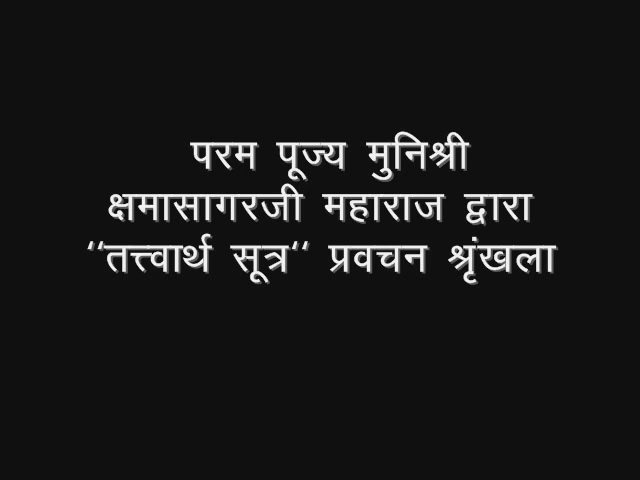 परम पूज्य मुनिश्री
क्षमासागरजी महाराज द्वारा
“तत्त्वार्थ सूत्र“ प्रवचन श्रृंखला